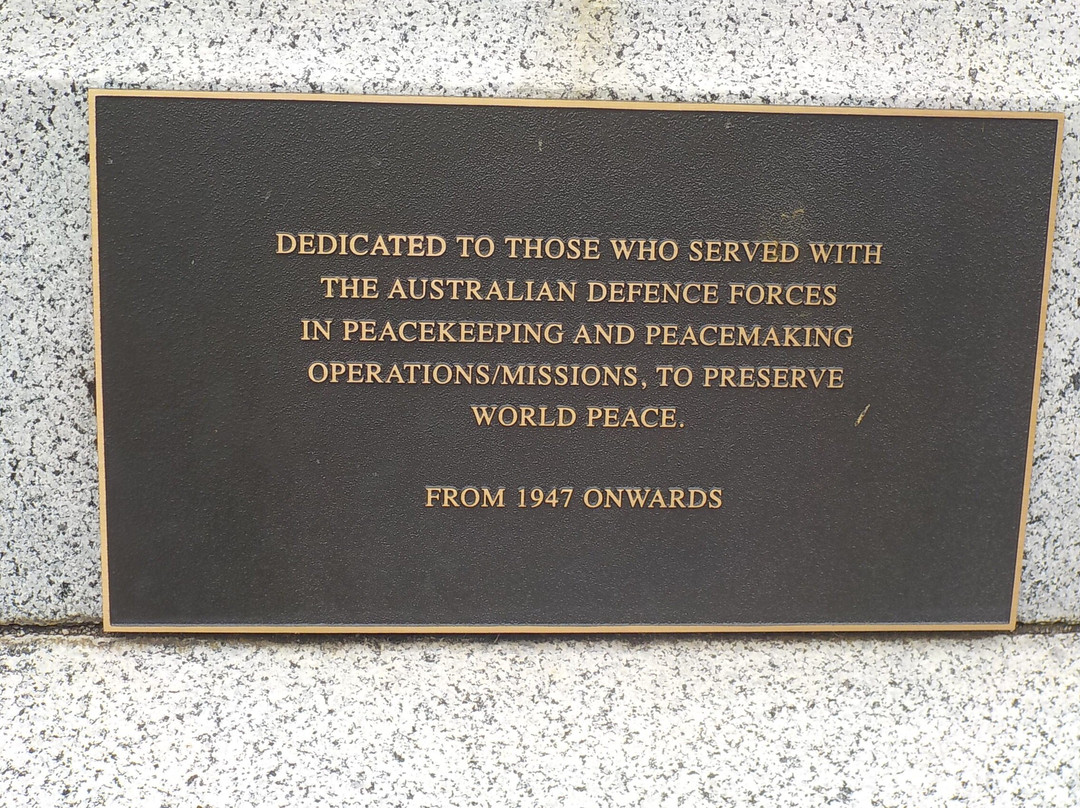 DEDICATED TO THOSE WHO SERVED WITH
THE AUSTRALIAN DEFENCE FORCES
IN PEACEKEEPING AND PEACEMAKING
OPERATIONS/MISSIONS, TO PRESERVE
WORLD PEACE.
FROM 1947 ONWARDS